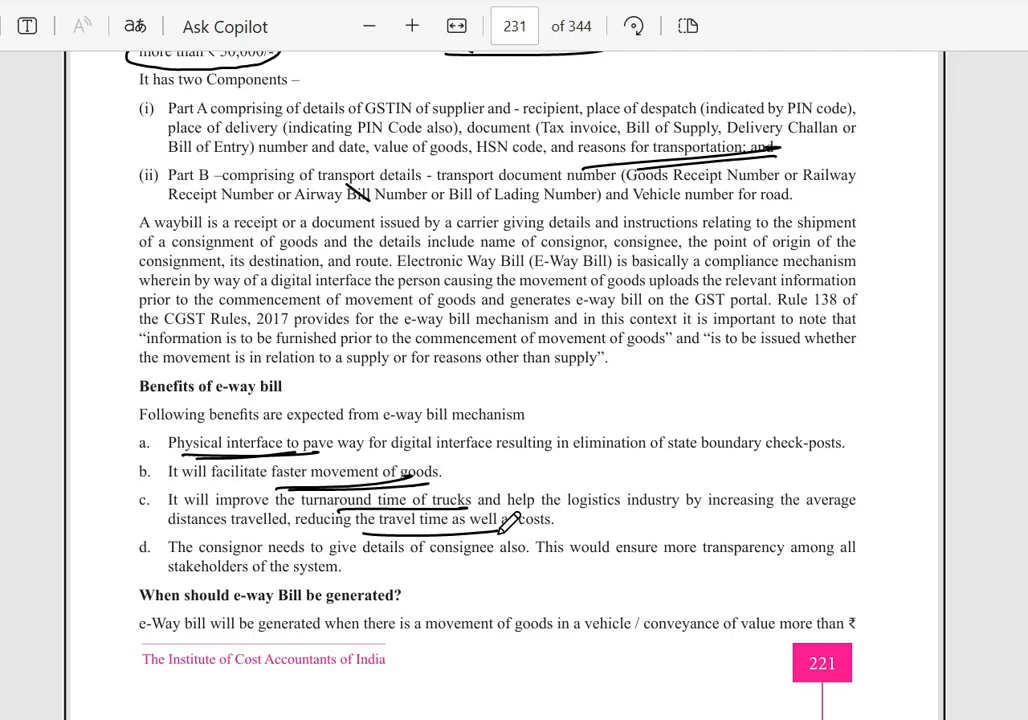 Ask Copilot
231 of 344
more than ₹ 50,000/-
It has two Components –
(i) Part A comprising of details of GSTIN of supplier and - recipient, place of despatch (indicated by PIN code),
place of delivery (indicating PIN Code also), document (Tax invoice, Bill of Supply, Delivery Challan or
Bill of Entry) number and date, value of goods, HSN code, and reasons for transportation; and
(ii) Part B –comprising of transport details - transport document number (Goods Receipt Number or Railway
Receipt Number or Airway Bill Number or Bill of Lading Number) and Vehicle number for road.
A waybill is a receipt or a document issued by a carrier giving details and instructions relating to the shipment
of a consignment of goods and the details include name of consignor, consignee, the point of origin of the
consignment, its destination, and route. Electronic Way Bill (E-Way Bill) is basically a compliance mechanism
wherein by way of a digital interface the person causing the movement of goods uploads the relevant information
prior to the commencement of movement of goods and generates e-way bill on the GST portal. Rule 138 of
the CGST Rules, 2017 provides for the e-way bill mechanism and in this context it is important to note that
“information is to be furnished prior to the commencement of movement of goods” and “is to be issued whether
the movement is in relation to a supply or for reasons other than supply”.
Benefits of e-way bill
Following benefits are expected from e-way bill mechanism
a. Physical interface to pave way for digital interface resulting in elimination of state boundary check-posts.
b. It will facilitate faster movement of goods.
c. It will improve the turnaround time of trucks and help the logistics industry by increasing the average
distances travelled, reducing the travel time as well as costs.
d. The consignor needs to give details of consignee also. This would ensure more transparency among all
stakeholders of the system.
When should e-way Bill be generated?
e-Way bill will be generated when there is a movement of goods in a vehicle / conveyance of value more than ₹
The Institute of Cost Accountants of India
221